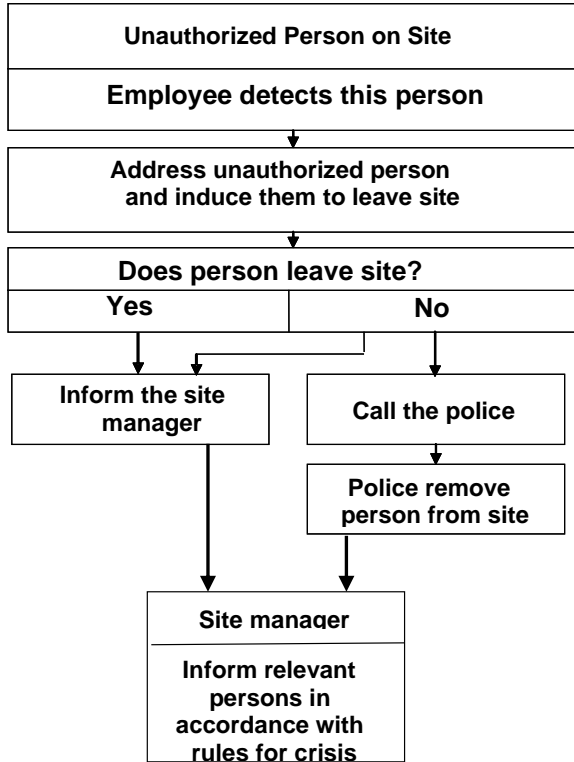 Unauthorized Person on Site
Employee detects this person
Address unauthorized person
and induce them to leave site
Does person leave site?
Yes
No
Inform the site
manager
Call the police
Police remove
person from site
Site manager
Inform relevant
persons in
accordance with
rules for crisis